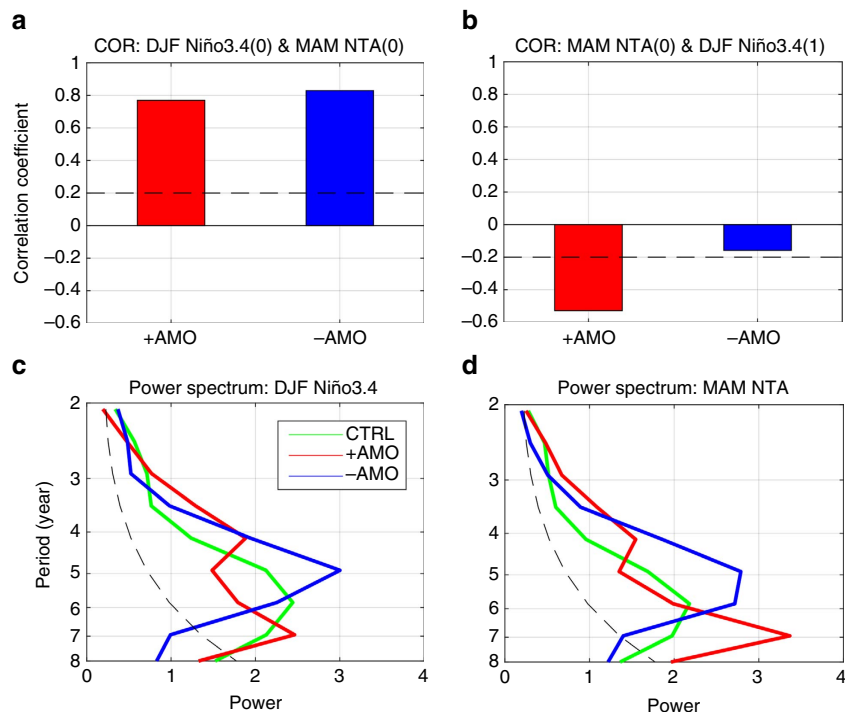 a
COR: DJF Niño3.4(0) & MAM NTA(0)
Correlation coefficient
1
0.8
0.6
0.4
0.2
0
−0.2
−0.4
−0.6
+AMO
−AMO
b
COR: MAM NTA(0) & DJF Niño3.4(1)
1
0.8
0.6
0.4
0.2
0
−0.2
−0.4
−0.6
+AMO
−AMO
c
Power spectrum: DJF Niño3.4
Period (year)
2
3
4
5
6
7
8
CTRL
+AMO
−AMO
0
1
2
3
4
Power
d
Power spectrum: MAM NTA
2
3
4
5
6
7
8
0
1
2
3
4
Power